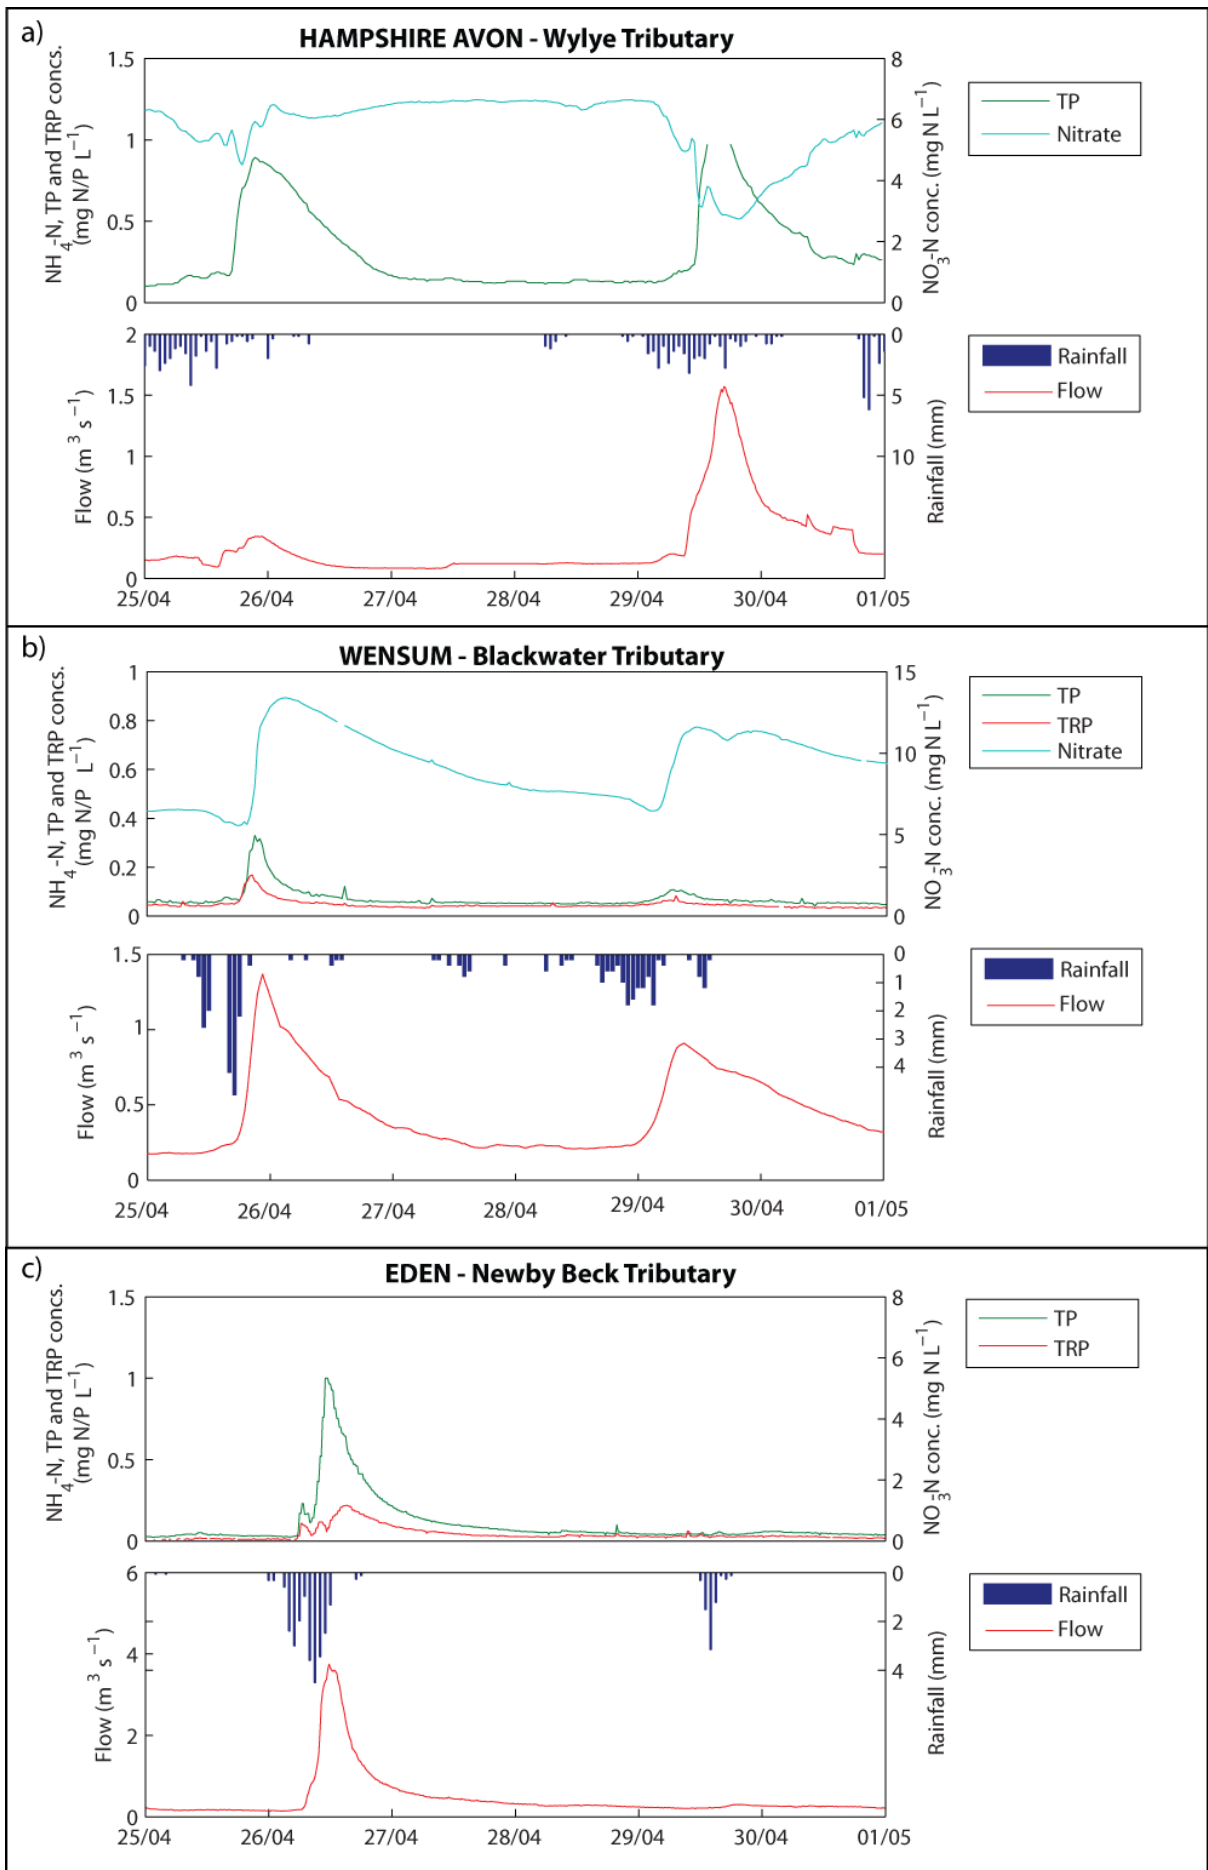 a)
HAMPSHIRE AVON - Wylye Tributary
NH4-N, TP and TRP concs.
(mg N/P L−1)
1.5
1
0.5
0
8
6
4
2
0
NO3-N conc. (mg N L−1)
TP
Nitrate
Flow (m3 s−1)
2
1.5
1
0.5
0
0
5
10
Rainfall (mm)
Rainfall
Flow
25/04 26/04 27/04 28/04 29/04 30/04 01/05
b)
WENSUM - Blackwater Tributary
NH4-N, TP and TRP concs.
(mg N/P L−1)
1
0.8
0.6
0.4
0.2
0
15
10
5
0
NO3-N conc. (mg N L−1)
TP
TRP
Nitrate
Flow (m3 s−1)
1.5
1
0.5
0
0
1
2
3
4
Rainfall (mm)
Rainfall
Flow
25/04 26/04 27/04 28/04 29/04 30/04 01/05
c)
EDEN - Newby Beck Tributary
NH4-N, TP and TRP concs.
(mg N/P L−1)
1.5
1
0.5
0
8
6
4
2
0
NO3-N conc. (mg N L−1)
TP
TRP
Flow (m3 s−1)
6
4
2
0
0
2
4
Rainfall (mm)
Rainfall
Flow
25/04 26/04 27/04 28/04 29/04 30/04 01/05